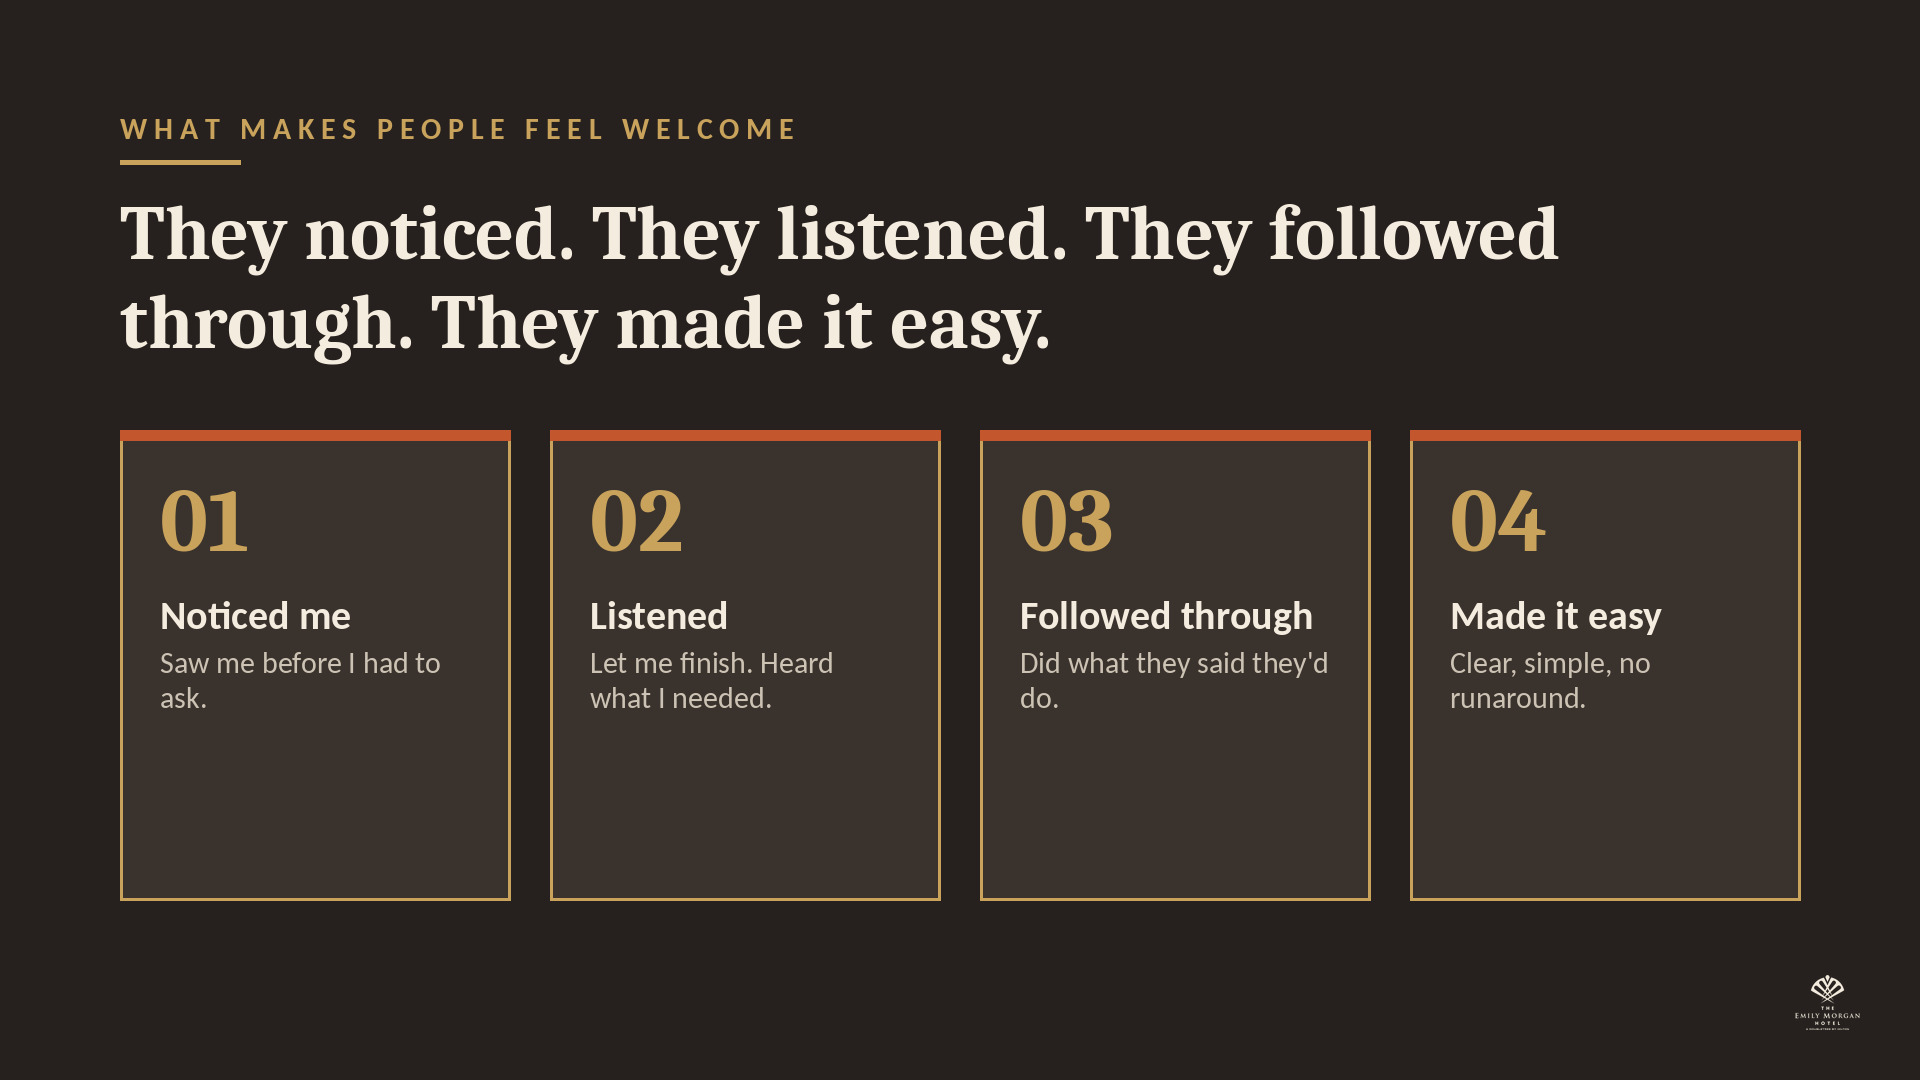 WHAT MAKES PEOPLE FEEL WELCOME
They noticed. They listened. They followed
through. They made it easy.
01
Noticed me
Saw me before I had to
ask.
02
Listened
Let me finish. Heard
what I needed.
03
Followed through
Did what they said they'd
do.
04
Made it easy
Clear, simple, no
runaround.
THE
EMILY MORGAN
HOTEL